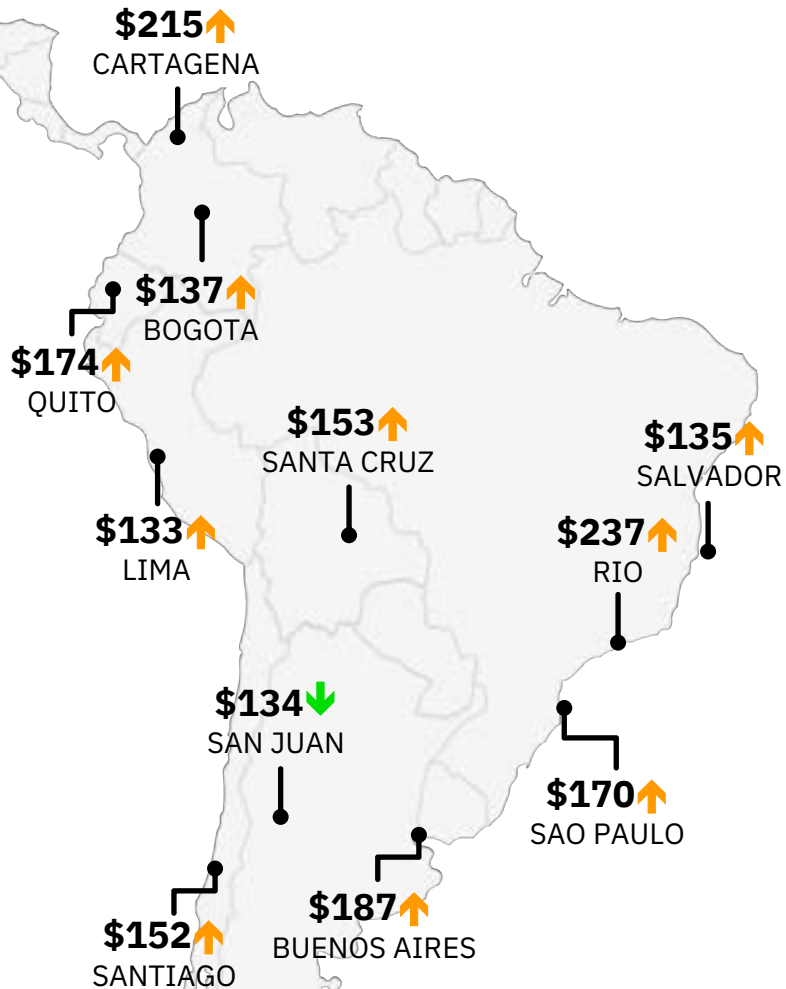 $215
CARTAGENA
$137
BOGOTA
$174
QUITO
$153
SANTA CRUZ
$135
SALVADOR
$133
LIMA
$237
RIO
$134
SAN JUAN
$170
SAO PAULO
$187
BUENOS AIRES
$152
SANTIAGO